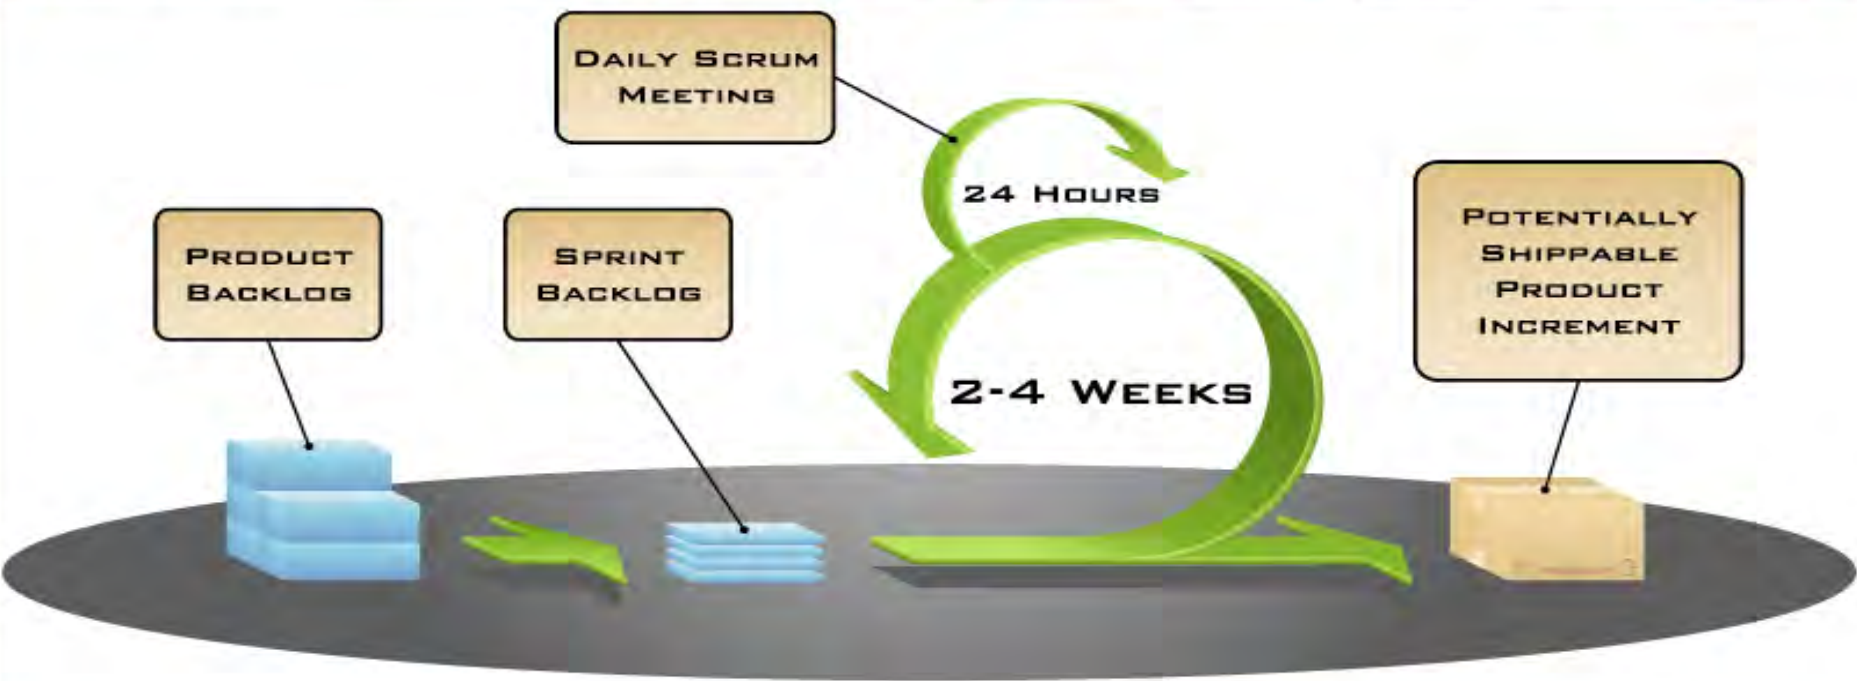 DAILY SCRUM
MEETING
24 HOURS
PRODUCT
BACKLOG
SPRINT
BACKLOG
2-4 WEEKS
POTENTIALLY
SHIPPABLE
PRODUCT
INCREMENT